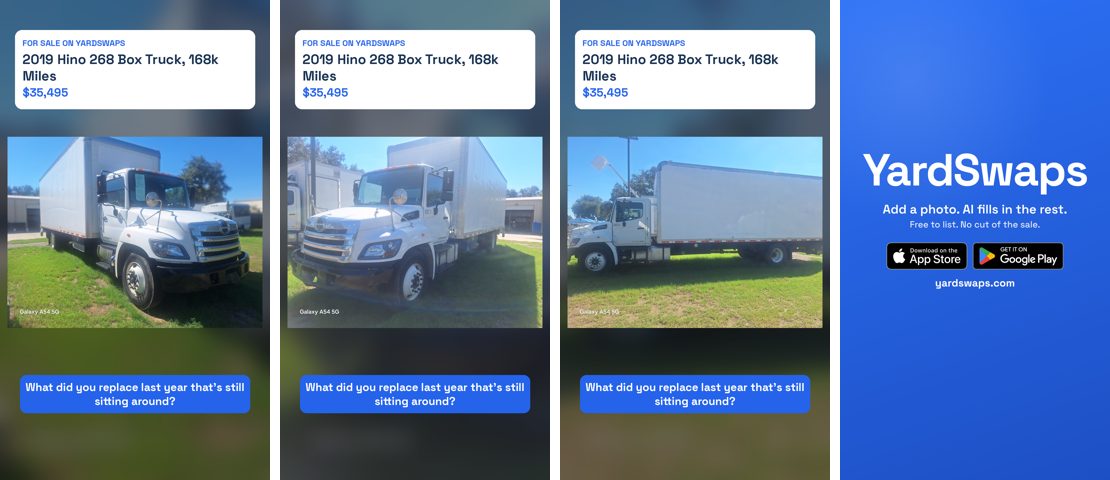 FOR SALE ON YARDSWAPS
2019 Hino 268 Box Truck, 168k
Miles
$35,495
Galaxy A54 5G
What did you replace last year that's still
sitting around?
FOR SALE ON YARDSWAPS
2019 Hino 268 Box Truck, 168k
Miles
$35,495
Galaxy A54 5G
What did you replace last year that's still
sitting around?
FOR SALE ON YARDSWAPS
2019 Hino 268 Box Truck, 168k
Miles
$35,495
Galaxy A54 5G
What did you replace last year that's still
sitting around?
YardSwaps
Add a photo. AI fills in the rest.
Free to list. No cut of the sale.
Download on the
App Store
GET IT ON
Google Play
yardswaps.com